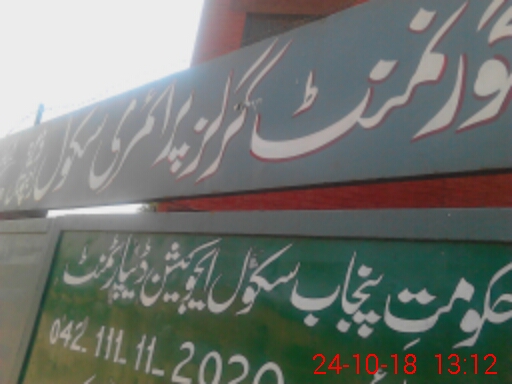 گورنمنٹ گرلز پرائمری سکول
حکومتِ پنجاب سکول ایجوکیشن ڈیپارٹمنٹ
042-111-11-2020
24-10-18 13:12